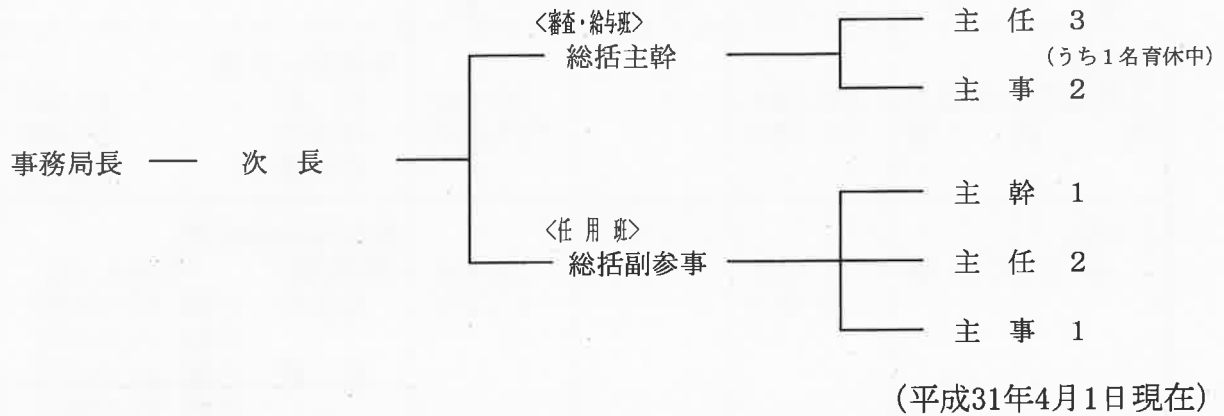 <審査・給与班>
総括主幹
主 任 3
(うち1名育休中)
主 事 2
事務局長
次 長
<任 用 班>
総括副参事
主 幹 1
主 任 2
主 事 1
(平成31年4月1日現在)